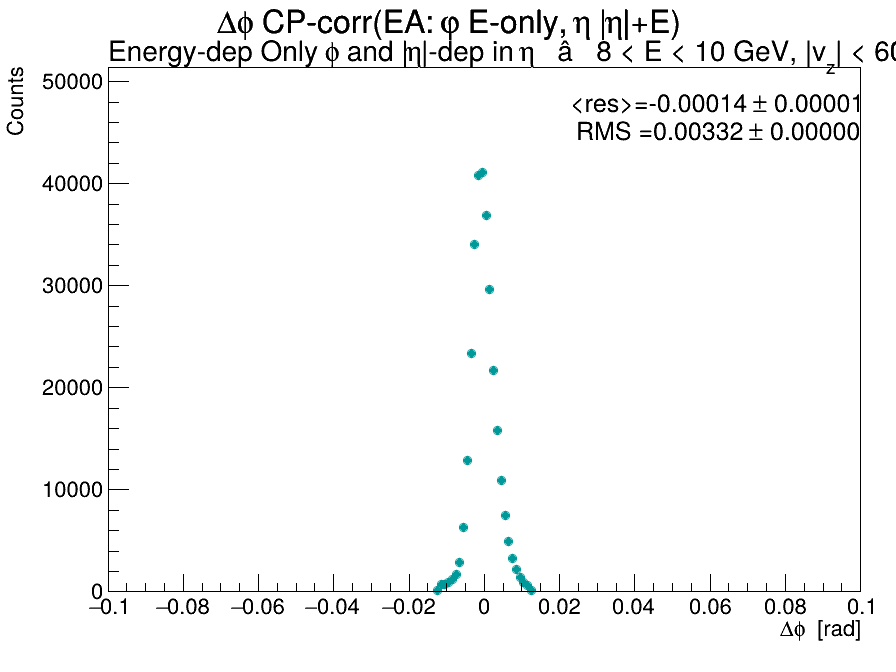 Δϕ CP-corr(EA: φ E-only, η |η|+E)
Energy-dep Only ϕ and |η|-dep in η â 8 < E < 10 GeV, |v_z| < 60
Counts
<res>=-0.00014 ± 0.00001
RMS =0.00332 ± 0.00000
50000
40000
30000
20000
10000
0
−0.1 −0.08 −0.06 −0.04 −0.02 0 0.02 0.04 0.06 0.08 0.1
Δϕ [rad]